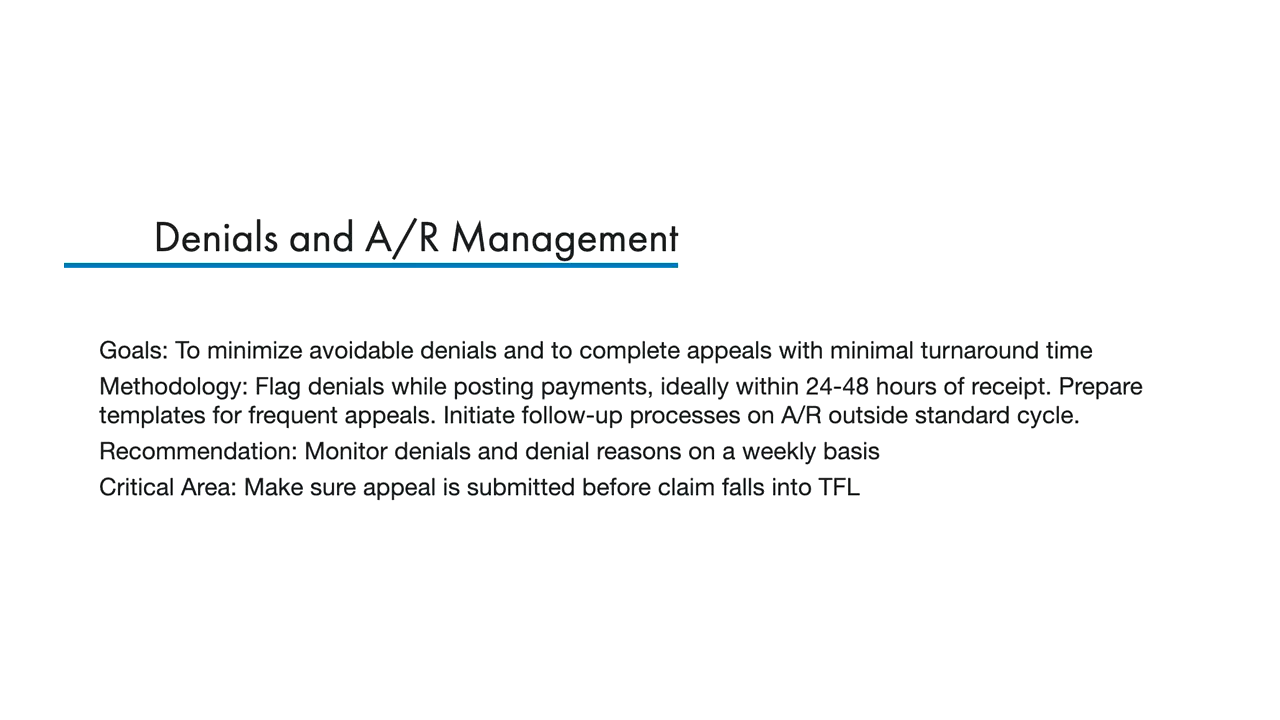 Denials and A/R Management
Goals: To minimize avoidable denials and to complete appeals with minimal turnaround time
Methodology: Flag denials while posting payments, ideally within 24-48 hours of receipt. Prepare
templates for frequent appeals. Initiate follow-up processes on A/R outside standard cycle.
Recommendation: Monitor denials and denial reasons on a weekly basis
Critical Area: Make sure appeal is submitted before claim falls into TFL